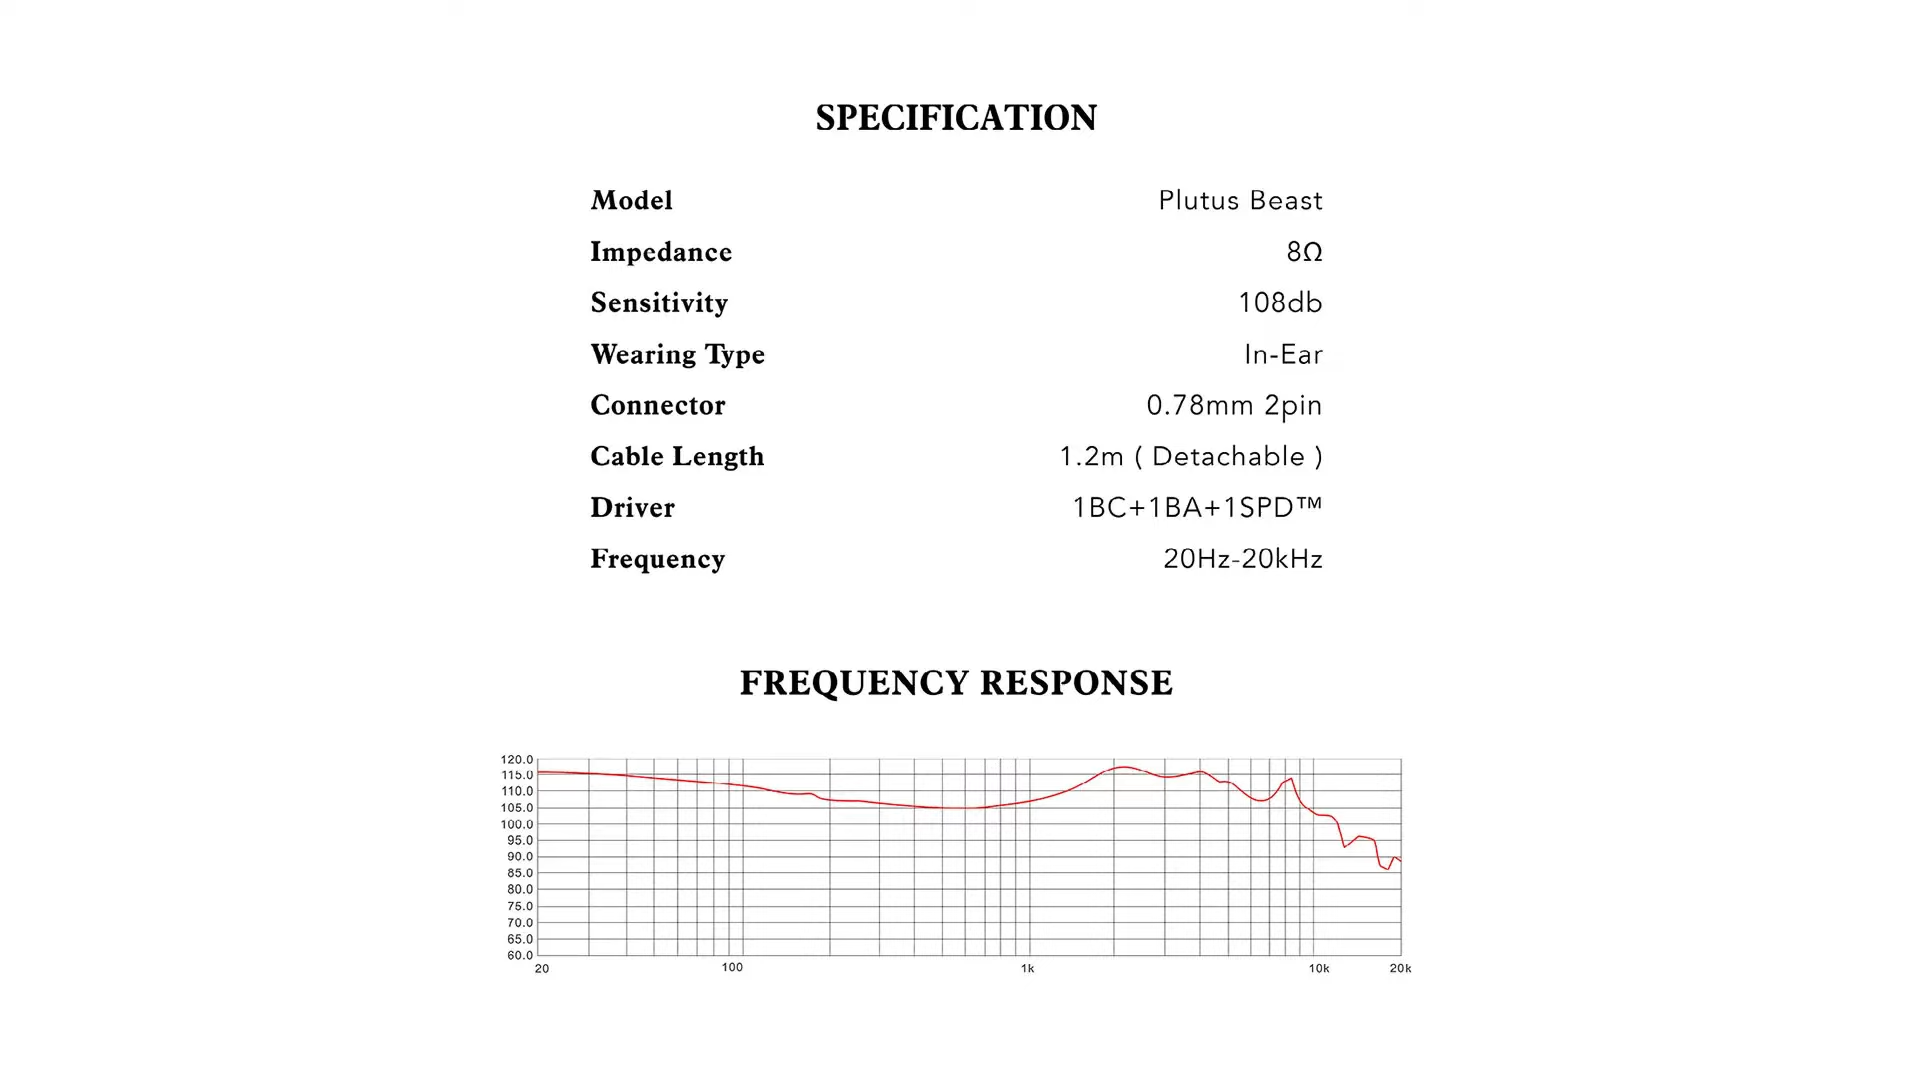 SPECIFICATION
Model Plutus Beast
Impedance 8Ω
Sensitivity 108db
Wearing Type In-Ear
Connector 0.78mm 2pin
Cable Length 1.2m ( Detachable )
Driver 1BC+1BA+1SPD™
Frequency 20Hz-20kHz
FREQUENCY RESPONSE
120.0
115.0
110.0
105.0
100.0
95.0
90.0
85.0
80.0
75.0
70.0
65.0
60.0
20 100 1k 10k 20k